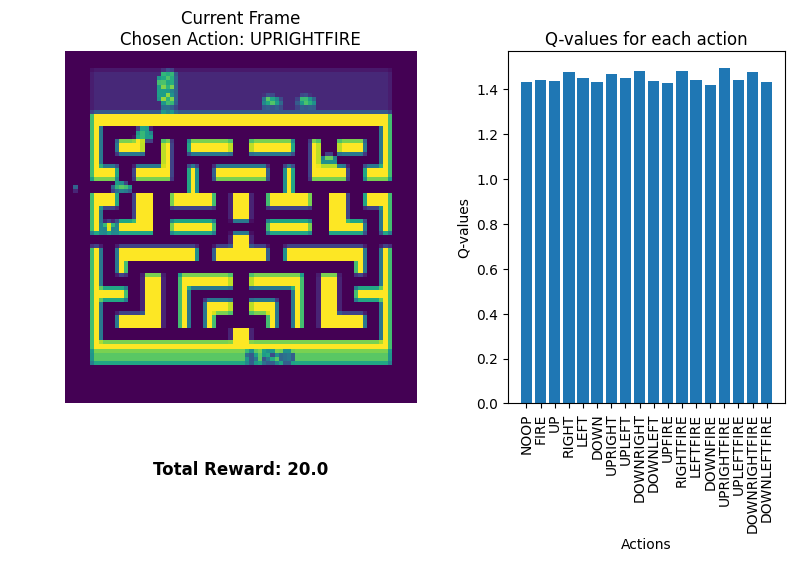 Current Frame
Chosen Action: UPRIGHTFIRE
Total Reward: 20.0
Q-values for each action
Q-values
1.4
1.2
1.0
0.8
0.6
0.4
0.2
0.0
NOOP
FIRE
UP
RIGHT
LEFT
DOWN
UPRIGHT
UPLEFT
DOWNRIGHT
DOWNLEFT
UPFIRE
RIGHTFIRE
LEFTFIRE
DOWNFIRE
UPRIGHTFIRE
UPLEFTFIRE
DOWNRIGHTFIRE
DOWNLEFTFIRE
Actions